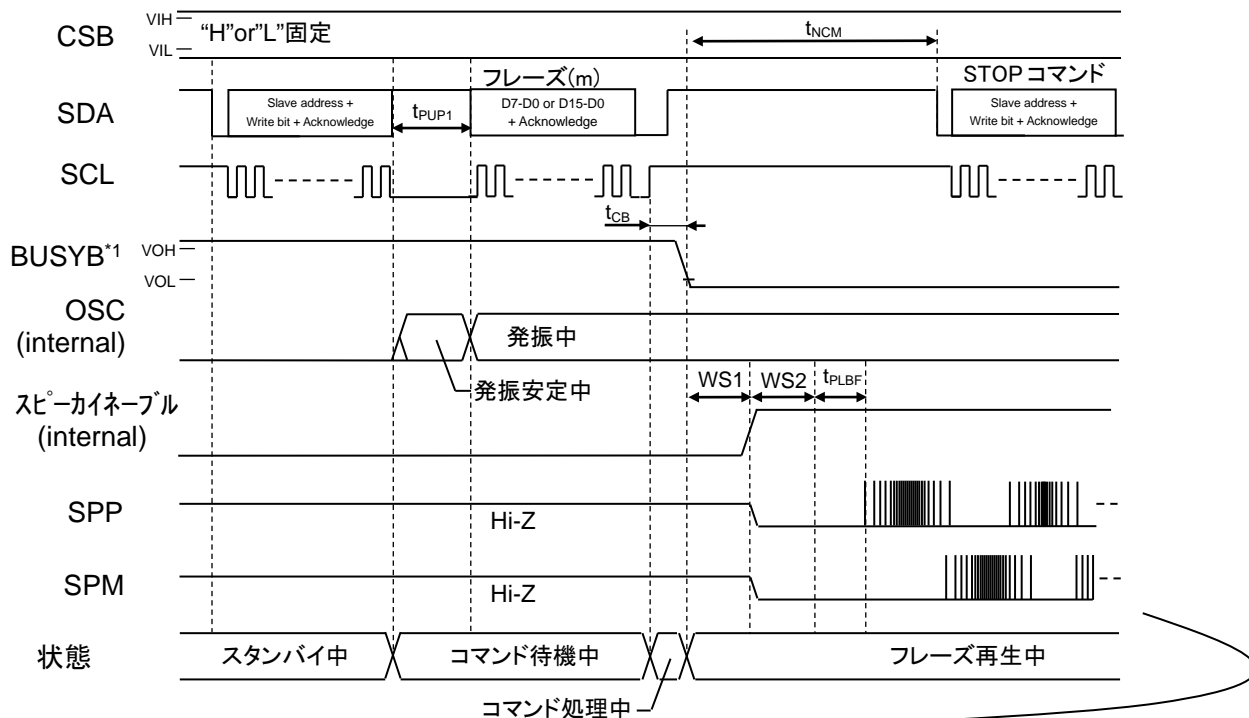 CSB
VIH
VIL
"H"or"L"固定
tNCM
フレーズ(m)
STOPコマンド
SDA
Slave address +
Write bit + Acknowledge
tPUP1
D7-D0 or D15-D0
+ Acknowledge
Slave address +
Write bit + Acknowledge
SCL
tCB
BUSYB*1
VOH
VOL
OSC
(internal)
発振中
発振安定中
WS1
WS2
tPLBF
スピーカイネーブル
(internal)
SPP
Hi-Z
SPM
Hi-Z
状態
スタンバイ中
コマンド待機中
フレーズ再生中
コマンド処理中